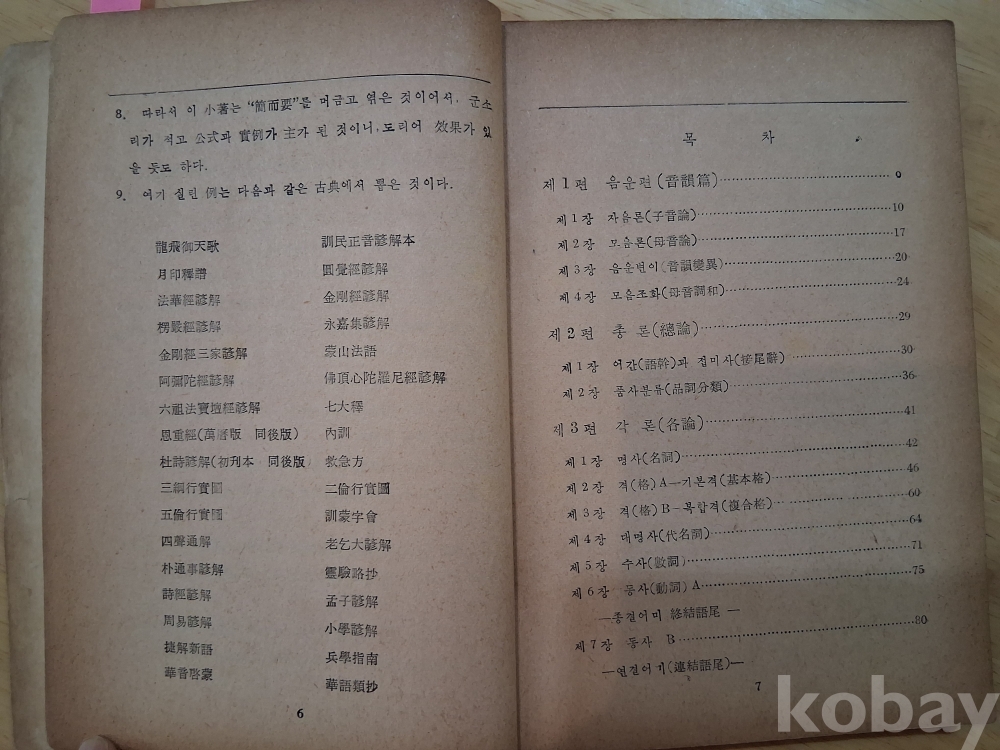 8. 따라서 이 小著는 "簡而要"를 머금고 엮은 것이어서, 군소
리가 적고 公式과 實例가 主가 된 것이니, 도리어 效果가 있
을 듯도 하다.
9. 여기 실린 例는 다음과 같은 古典에서 뽑은 것이다.
龍飛御天歌
月印釋譜
法華經諺解
楞嚴經諺解
金剛經三家諺解
阿彌陀經諺解
六祖法寶壇經諺解
恩重經(萬曆版 同後版)
杜詩諺解(初刊本 同後版)
三綱行實圖
五倫行實圖
四聲通解
朴通事諺解
詩經諺解
周易諺解
捷解新語
華音啓蒙
訓民正音諺解本
圓覺經諺解
金剛經諺解
永嘉集諺解
蒙山法語
佛頂心陀羅尼經諺解
七大釋
內訓
救急方
二倫行實圖
訓蒙字會
老乞大諺解
靈驗略抄
孟子諺解
小學諺解
兵學指南
華語類抄
6
목 차
제1편 음운편(音韻篇)
제1장 자음론(子音論)……10
제2장 모음론(母音論)……17
제3장 음운변이(音韻變異)……20
제4장 모음조화(母音調和)……24
제2편 총 론(總論)……29
제1장 어간(語幹)과 접미사(接尾辭)……30
제2장 품사분류(品詞分類)……36
제3편 각 론(各論)……41
제1장 명사(名詞)……42
제2장 격(格)A—기본격(基本格)……46
제3장 격(格)B—복합격(複合格)……60
제4장 대명사(代名詞)……64
제5장 수사(數詞)……71
제6장 동사(動詞)A……75
—종결어미 終結語尾—
제7장 동사 B……80
—연결어미(連結語尾)—
7
kobay